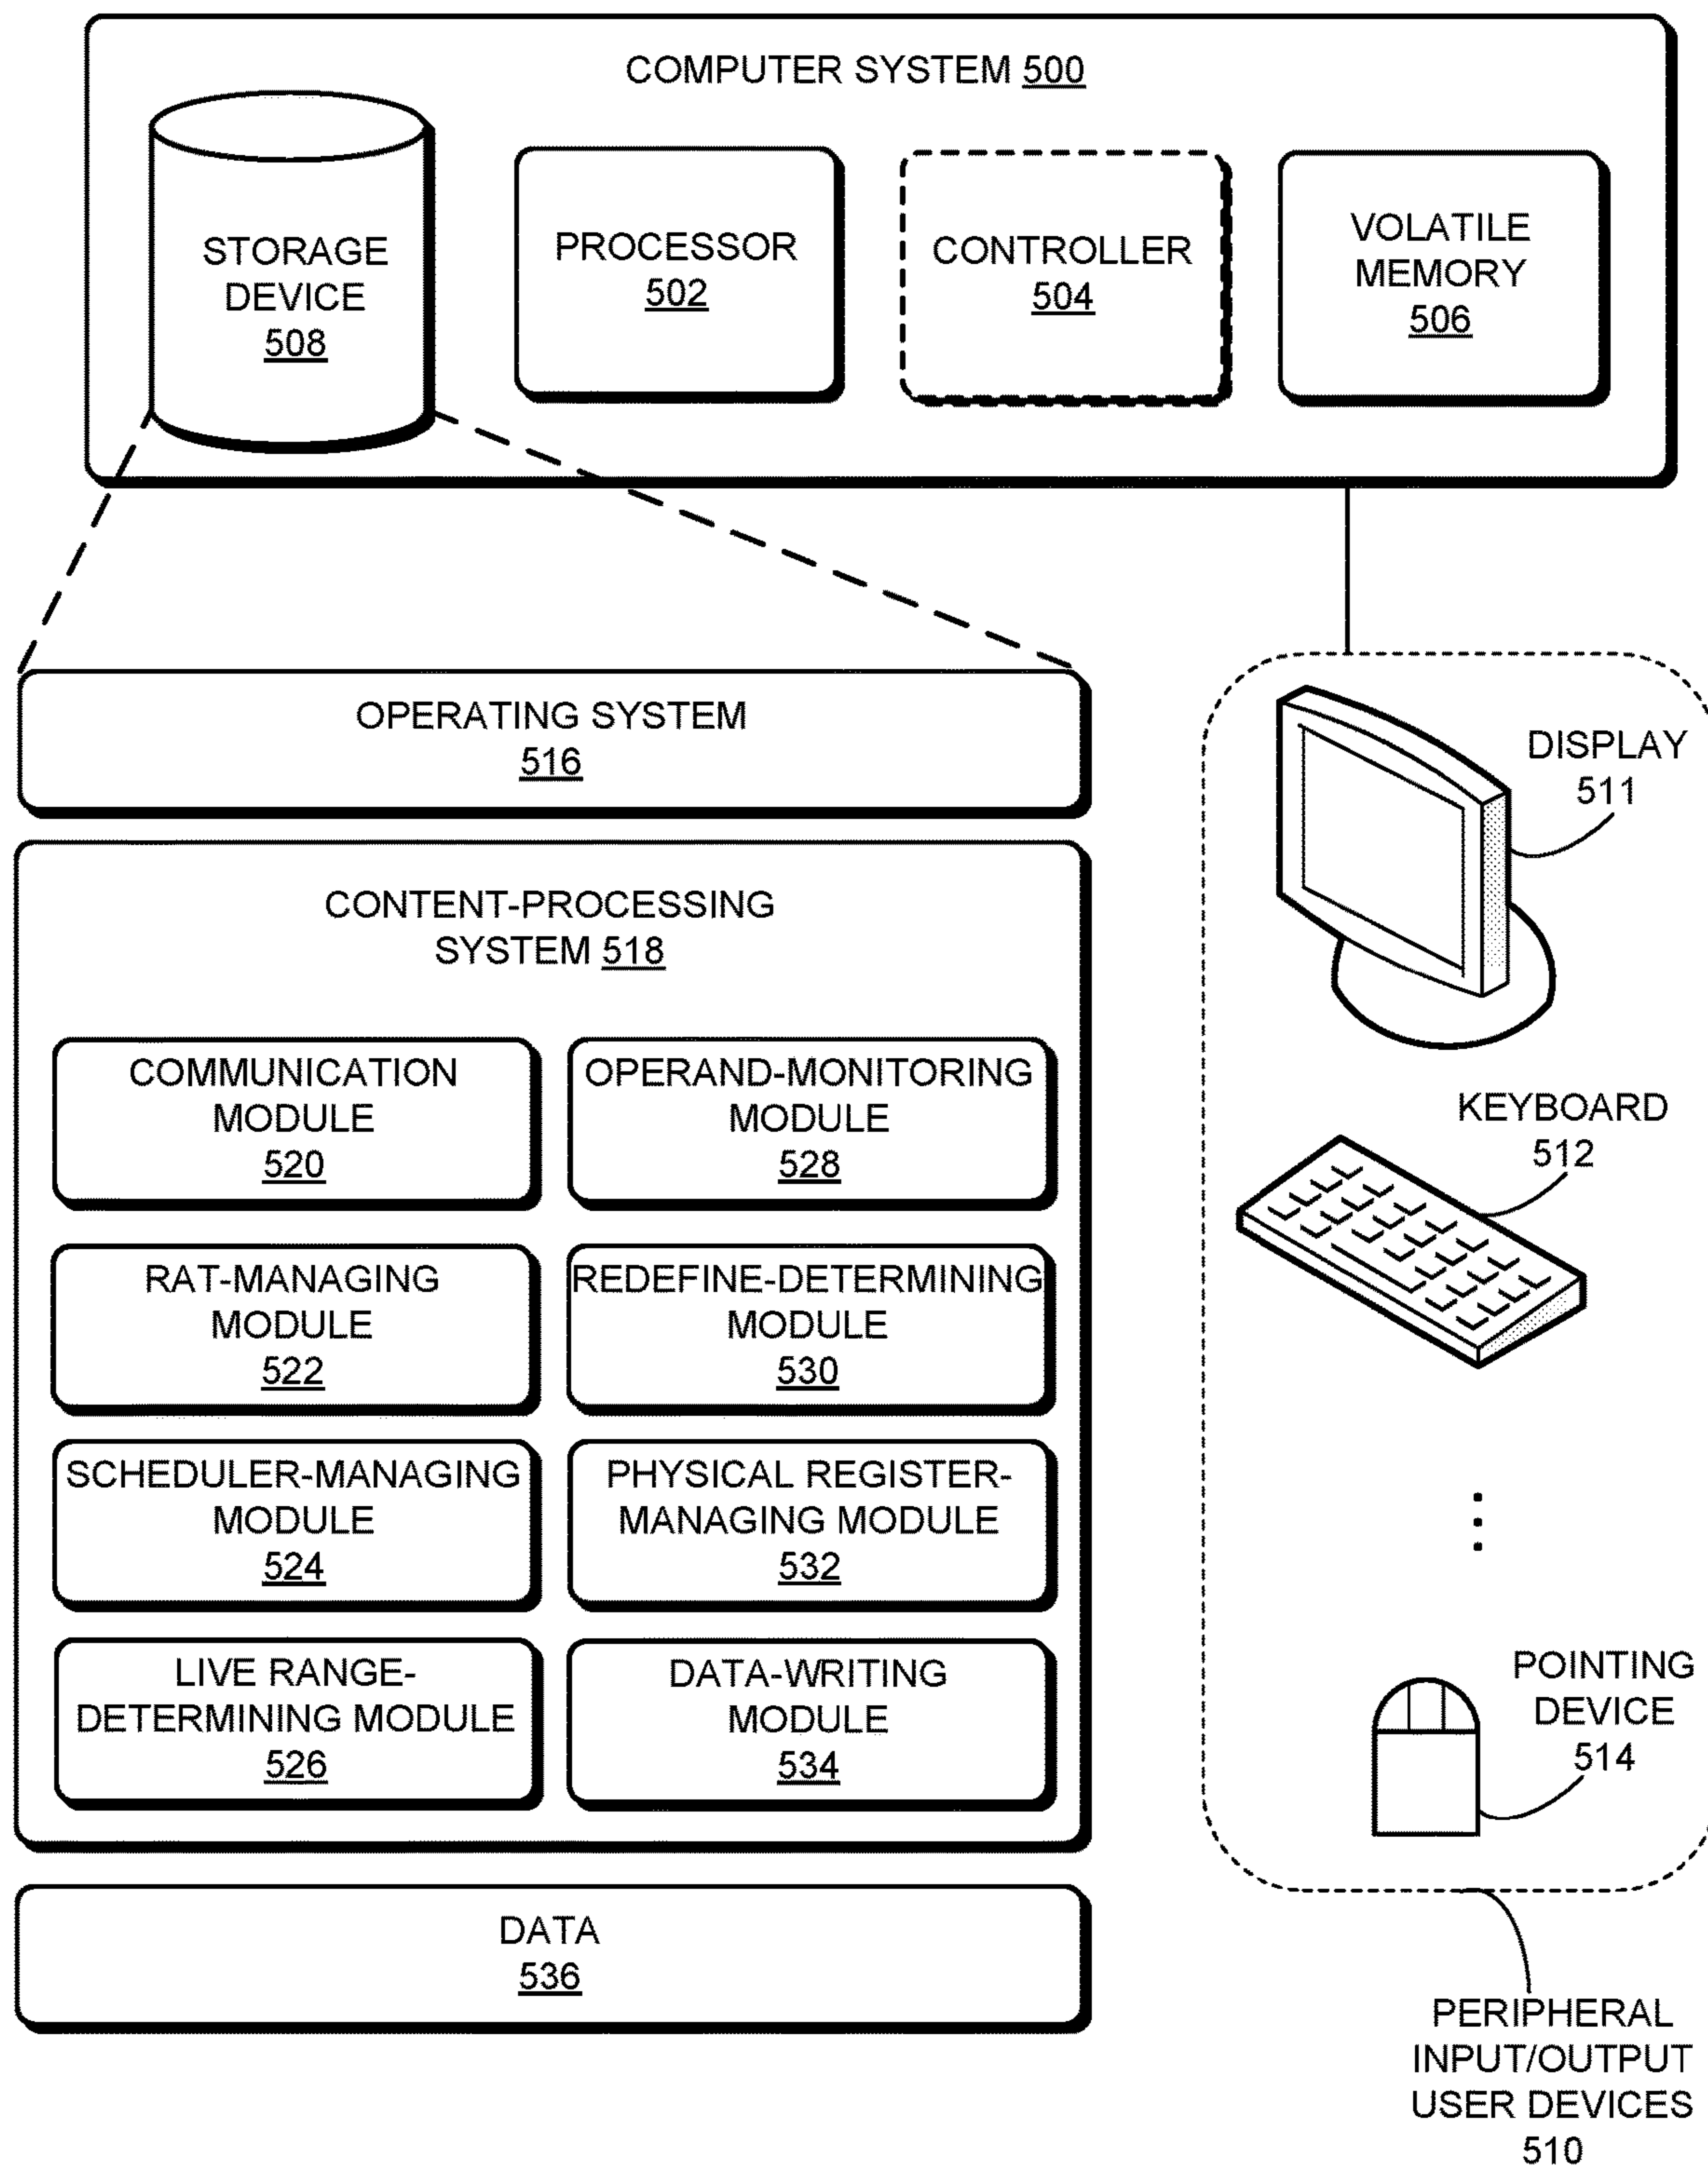 COMPUTER SYSTEM 500
STORAGE
DEVICE
508
PROCESSOR
502
CONTROLLER
504
VOLATILE
MEMORY
506
OPERATING SYSTEM
516
CONTENT-PROCESSING
SYSTEM 518
COMMUNICATION
MODULE
520
OPERAND-MONITORING
MODULE
528
RAT-MANAGING
MODULE
522
REDEFINE-DETERMINING
MODULE
530
SCHEDULER-MANAGING
MODULE
524
PHYSICAL REGISTER-
MANAGING MODULE
532
LIVE RANGE-
DETERMINING MODULE
526
DATA-WRITING
MODULE
534
DATA
536
DISPLAY
511
KEYBOARD
512
POINTING
DEVICE
514
PERIPHERAL
INPUT/OUTPUT
USER DEVICES
510